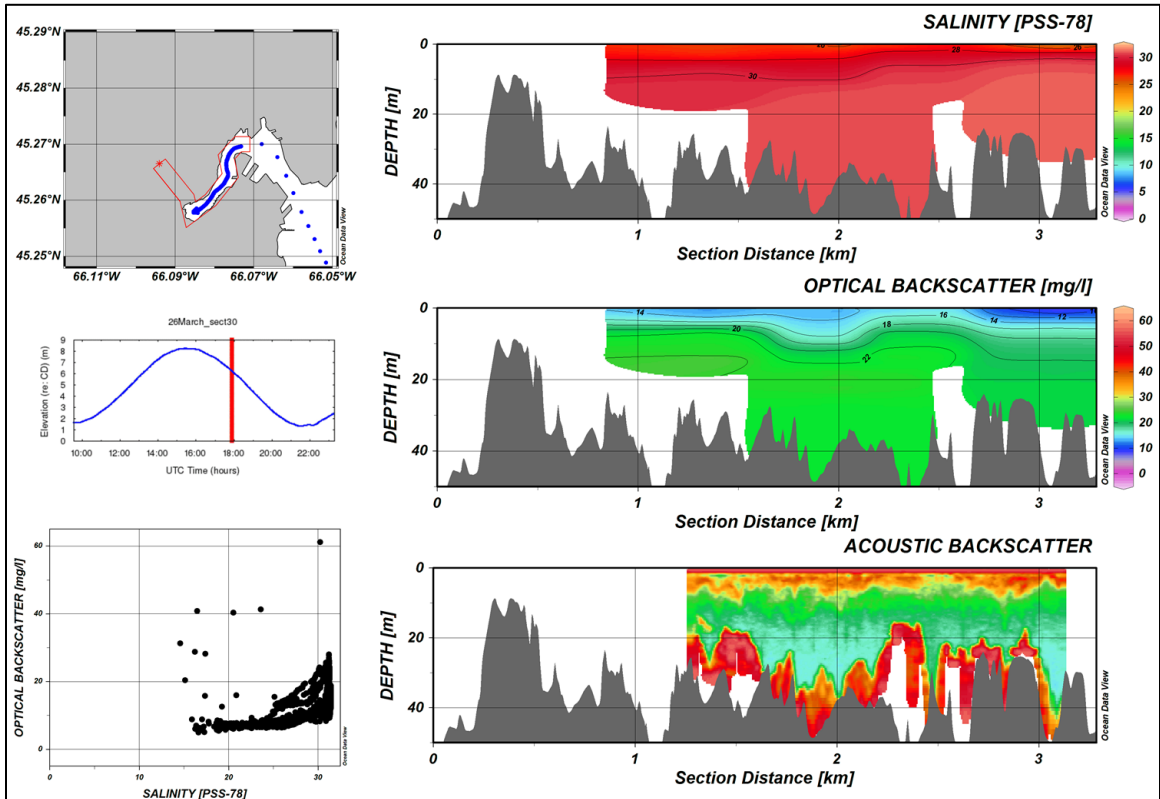 45.29°N
45.28°N
45.27°N
45.26°N
45.25°N
66.11°W 66.09°W 66.07°W 66.05°W
Ocean Data View
26March_sect30
Elevation (re: CD) (m)
9
8
7
6
5
4
3
2
1
0
10:00 12:00 14:00 16:00 18:00 20:00 22:00
UTC Time (hours)
OPTICAL BACKSCATTER [mg/l]
60
40
20
0
0 10 20 30
SALINITY [PSS-78]
Ocean Data View
SALINITY [PSS-78]
DEPTH [m]
0
20
40
28 28 26
30
0 1 2 3
Section Distance [km]
Ocean Data View
30
25
20
15
10
5
0
OPTICAL BACKSCATTER [mg/l]
DEPTH [m]
0
20
40
14 16 14 12
20 18
22
0 1 2 3
Section Distance [km]
Ocean Data View
60
50
40
30
20
10
0
ACOUSTIC BACKSCATTER
DEPTH [m]
0
20
40
0 1 2 3
Section Distance [km]
Ocean Data View